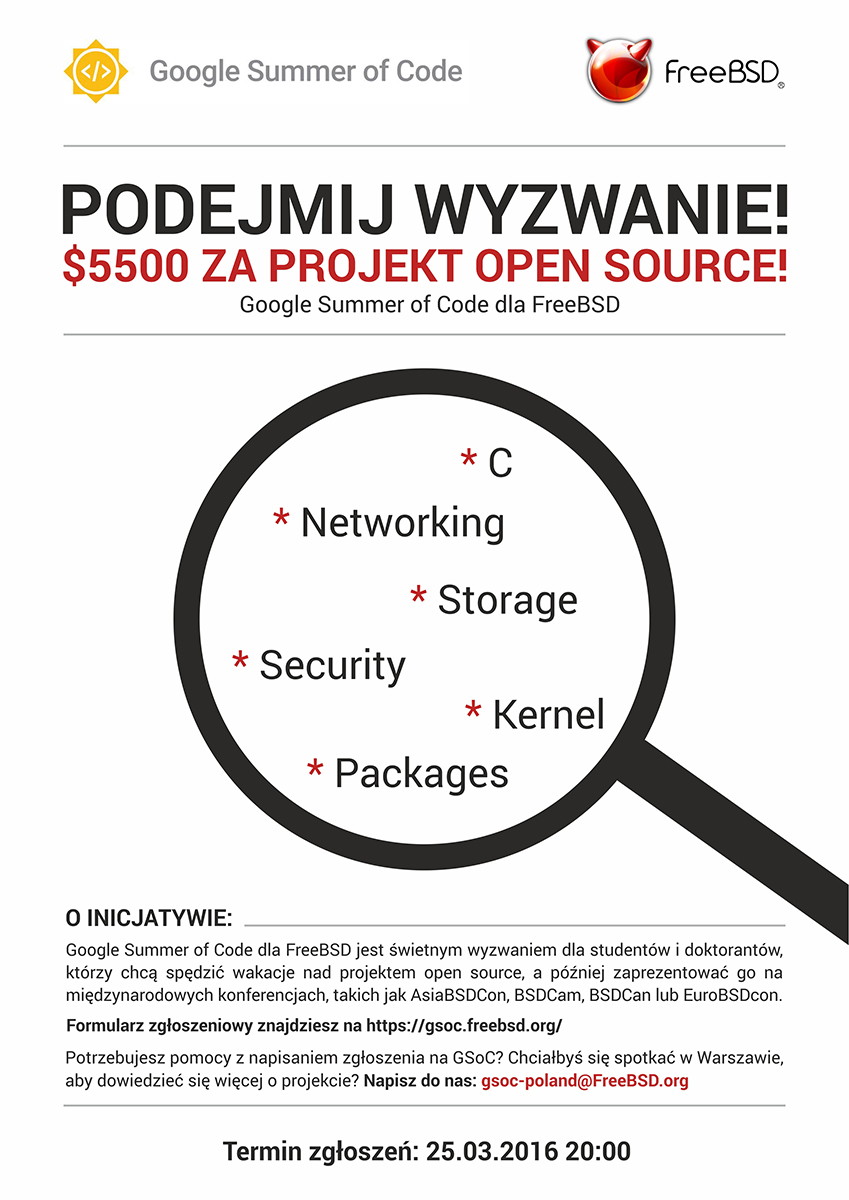 Google Summer of Code
FreeBSD®
PODEJMIJ WYZWANIE!
$5500 ZA PROJEKT OPEN SOURCE!
Google Summer of Code dla FreeBSD
* C
* Networking
* Storage
* Security
* Kernel
* Packages
O INICJATYWIE:
Google Summer of Code dla FreeBSD jest świetnym wyzwaniem dla studentów i doktorantów,
którzy chcą spędzić wakacje nad projektem open source, a później zaprezentować go na
międzynarodowych konferencjach, takich jak AsiaBSDCon, BSDCam, BSDCan lub EuroBSDcon.
Formularz zgłoszeniowy znajdziesz na https://gsoc.freebsd.org/
Potrzebujesz pomocy z napisaniem zgłoszenia na GSoC? Chciałbyś się spotkać w Warszawie,
aby dowiedzieć się więcej o projekcie? Napisz do nas: gsoc-poland@FreeBSD.org
Termin zgłoszeń: 25.03.2016 20:00